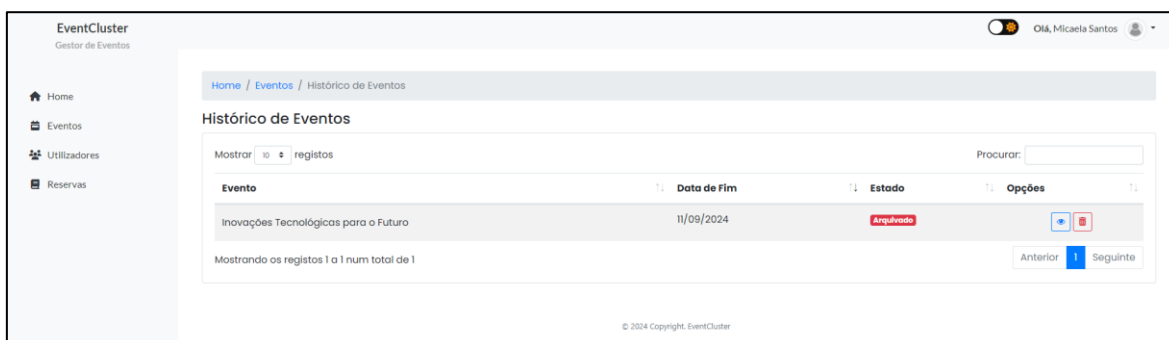 EventCluster
Gestor de Eventos
Olá, Micaela Santos
Home
Eventos
Utilizadores
Reservas
Home / Eventos / Histórico de Eventos
Histórico de Eventos
Mostrar 10 registos
Procurar:
Evento Data de Fim Estado Opções
Inovações Tecnológicas para o Futuro 11/09/2024 Arquivado
Mostrando os registos 1 a 1 num total de 1
Anterior 1 Seguinte
© 2024 Copyright. EventCluster